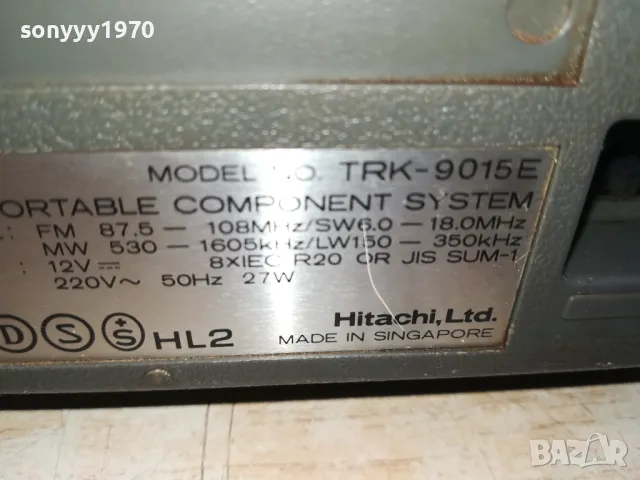 sonyyy1970
MODEL NO. TRK-9015E
ORTABLE COMPONENT SYSTEM
: FM 87.5 — 108MHz/SW6.0 — 18.0MHz
MW 530 — 1605kHz/LW150 — 350kHz
: 12V⎓ 8XIEC R20 OR JIS SUM-1
220V~ 50Hz 27W
D S +S HL2
Hitachi, Ltd.
MADE IN SINGAPORE
BAZAR